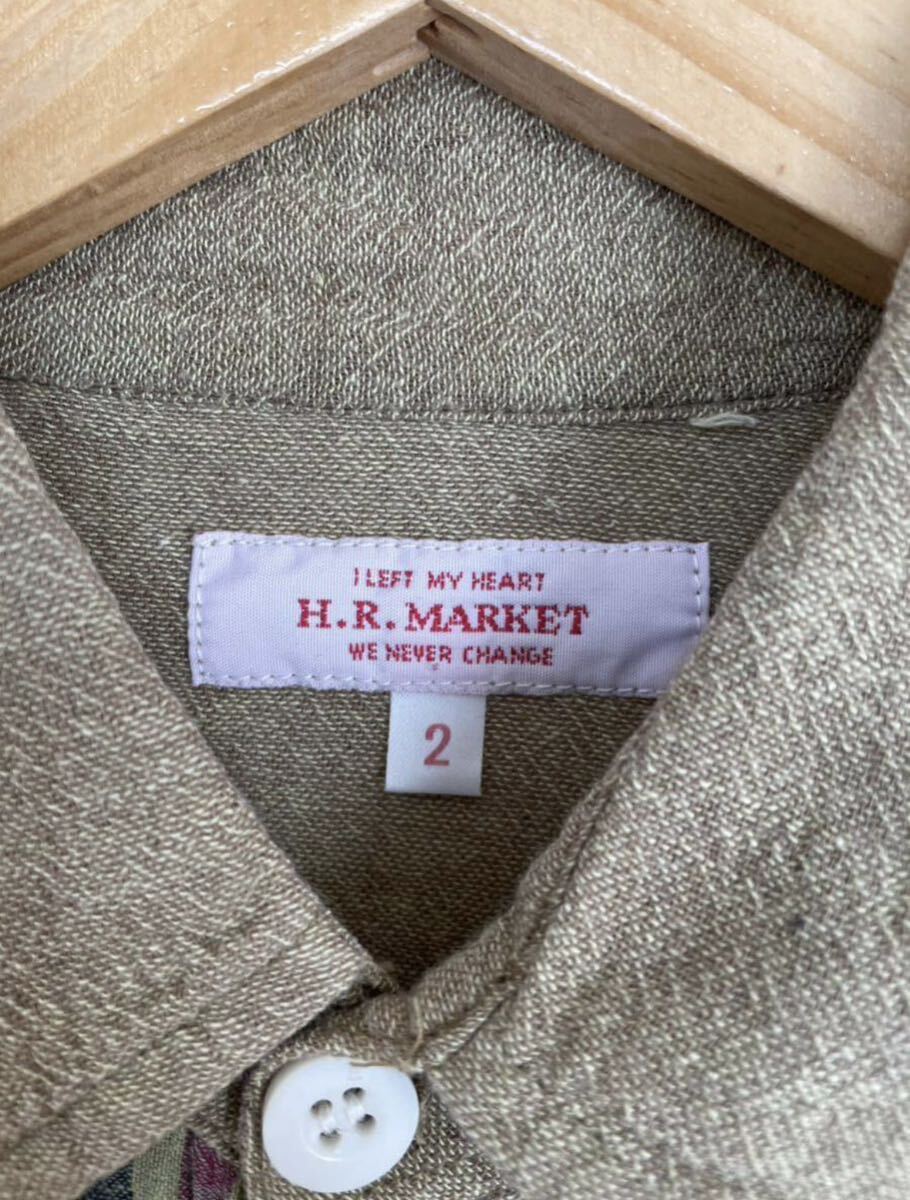 I LEFT MY HEART
H.R.MARKET
WE NEVER CHANGE
2